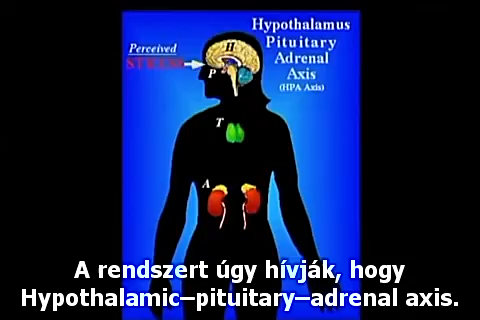 Hypothalamus
Pituitary
Adrenal
Axis
(HPA Axis)
Perceived
STRESS
H
P
T
A
A rendszert úgy hívják, hogy
Hypothalamic–pituitary–adrenal axis.